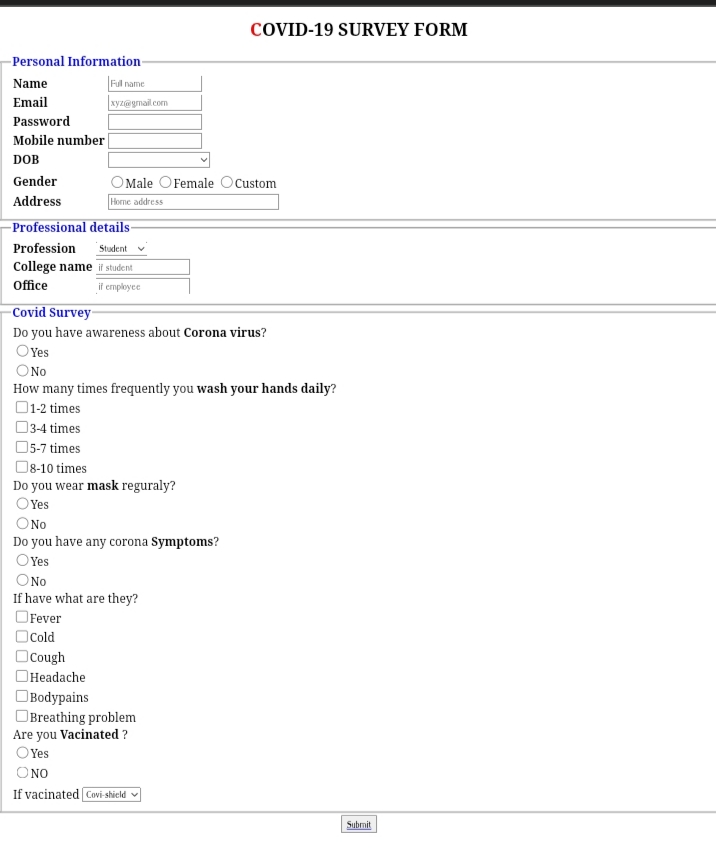 COVID-19 SURVEY FORM
Personal Information
Name Full name
Email xyz@gmail.com
Password
Mobile number
DOB
Gender Male Female Custom
Address Home address
Professional details
Profession Student
College name if student
Office if employee
Covid Survey
Do you have awareness about Corona virus?
Yes
No
How many times frequently you wash your hands daily?
1-2 times
3-4 times
5-7 times
8-10 times
Do you wear mask reguraly?
Yes
No
Do you have any corona Symptoms?
Yes
No
If have what are they?
Fever
Cold
Cough
Headache
Bodypains
Breathing problem
Are you Vacinated ?
Yes
NO
If vacinated Covi-shield
Submit